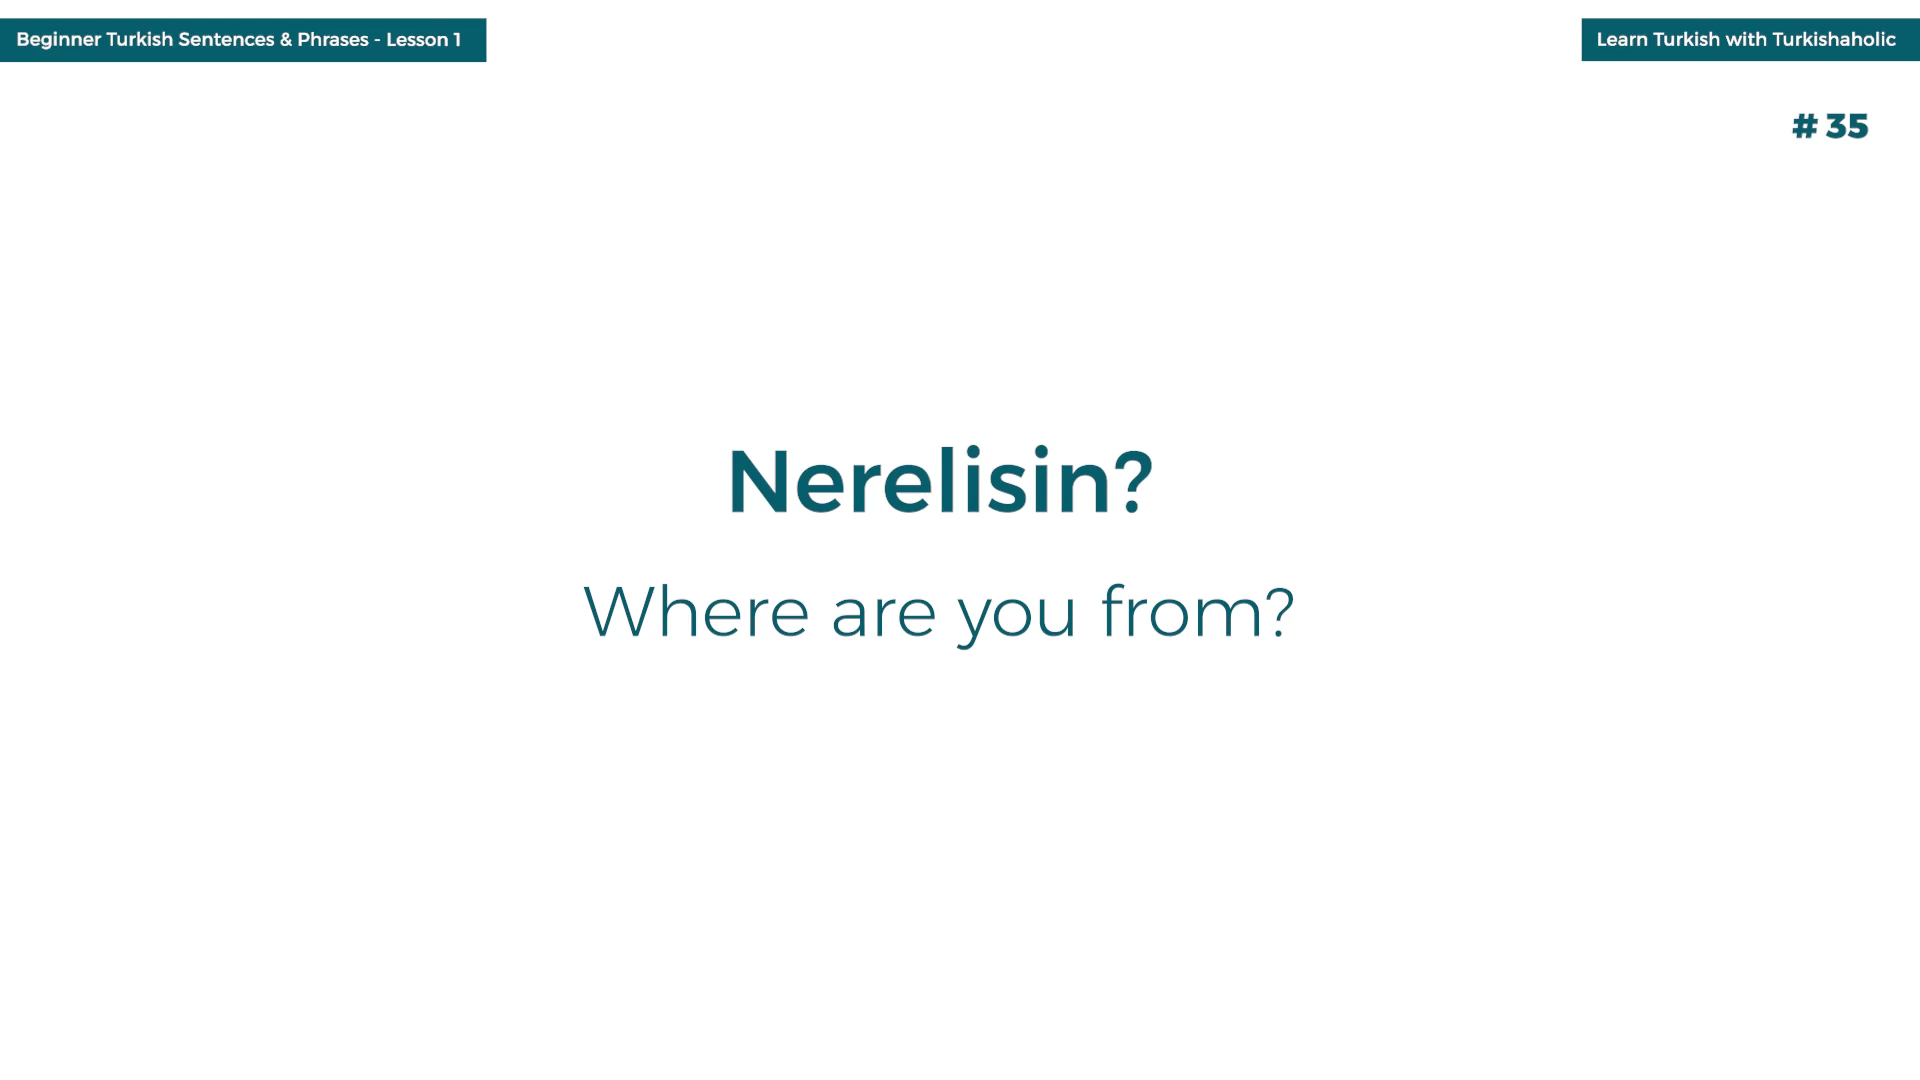 Beginner Turkish Sentences & Phrases - Lesson 1
Learn Turkish with Turkishaholic
# 35
Nerelisin?
Where are you from?